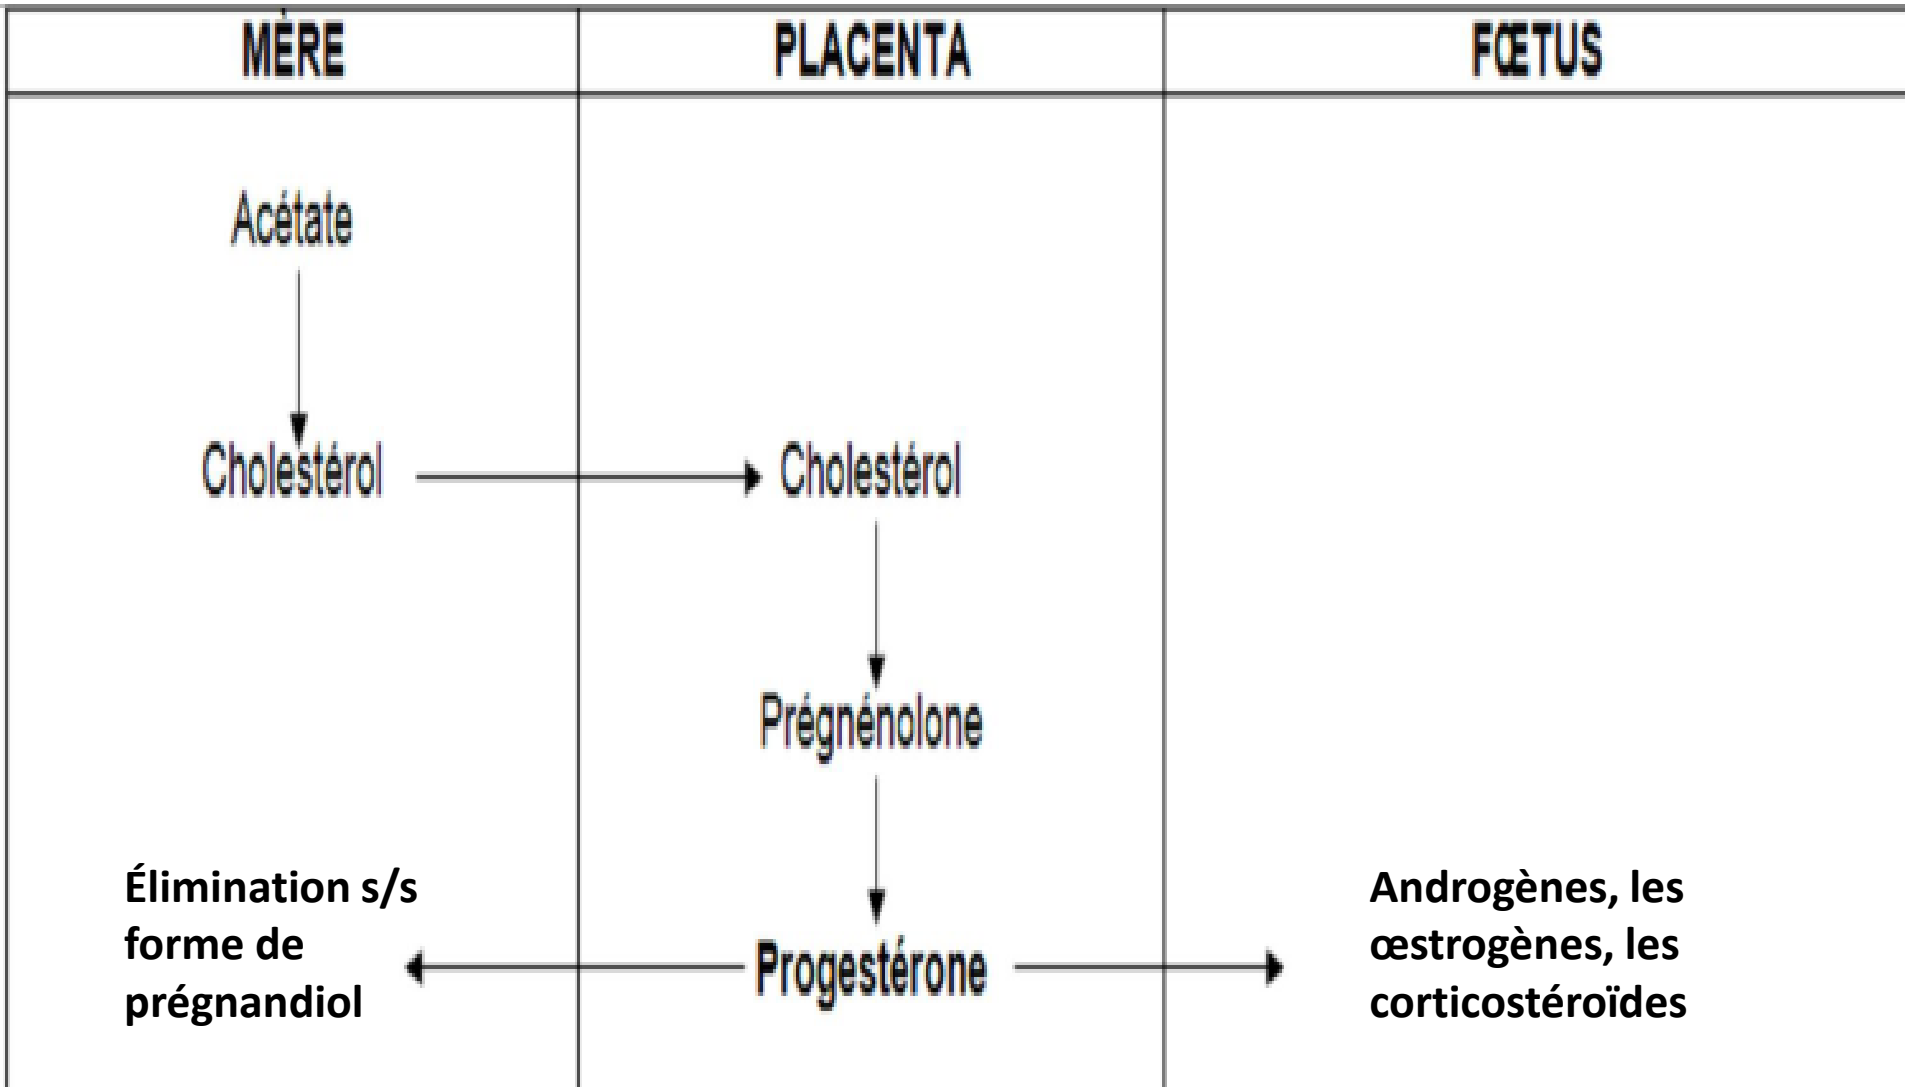 MÈRE
PLACENTA
FŒTUS
Acétate
Cholestérol
Cholestérol
Prégnénolone
Élimination s/s
forme de
prégnandiol
Progestérone
Androgènes, les
œstrogènes, les
corticostéroïdes